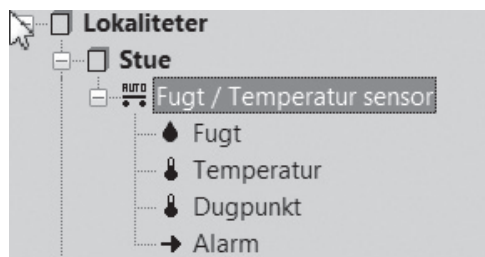 Lokaliteter
Stue
AUTO Fugt / Temperatur sensor
Fugt
Temperatur
Dugpunkt
Alarm